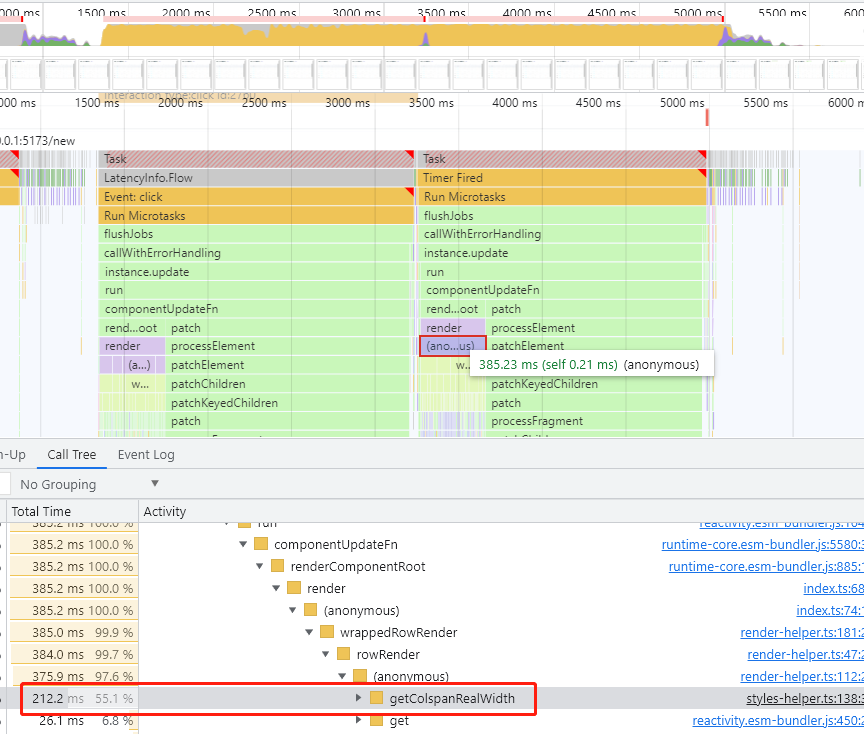 000 ms 1500 ms 2000 ms 2500 ms 3000 ms 3500 ms 4000 ms 4500 ms 5000 ms 5500 ms 600
000 ms 1500 ms 2000 ms 2500 ms 3000 ms 3500 ms 4000 ms 4500 ms 5000 ms 5500 ms 6000 m
Interaction type:click id:2760
.0.1:5173/new
Task Task
LatencyInfo.Flow Timer Fired
Event: click Run Microtasks
Run Microtasks flushJobs
flushJobs callWithErrorHandling
callWithErrorHandling instance.update
instance.update run
run componentUpdateFn
componentUpdateFn rend...oot patch
rend...oot patch render processElement
render processElement (ano...us) patchElement
(a...) patchElement w... 385.23 ms (self 0.21 ms) (anonymous)
w... patchChildren patchKeyedChildren
patchKeyedChildren patch
patch processFragment
n-Up Call Tree Event Log
No Grouping
Total Time Activity
385.2 ms 100.0 % run reactivity.esm-bundler.js:164
385.2 ms 100.0 % componentUpdateFn runtime-core.esm-bundler.js:5580:3
385.2 ms 100.0 % renderComponentRoot runtime-core.esm-bundler.js:885:1
385.2 ms 100.0 % render index.ts:68
385.2 ms 100.0 % (anonymous) index.ts:74:1
385.0 ms 99.9 % wrappedRowRender render-helper.ts:181:2
384.0 ms 99.7 % rowRender render-helper.ts:47:2
375.9 ms 97.6 % (anonymous) render-helper.ts:112:2
212.2 ms 55.1 % getColspanRealWidth styles-helper.ts:138:3
26.1 ms 6.8 % get reactivity.esm-bundler.js:450:2